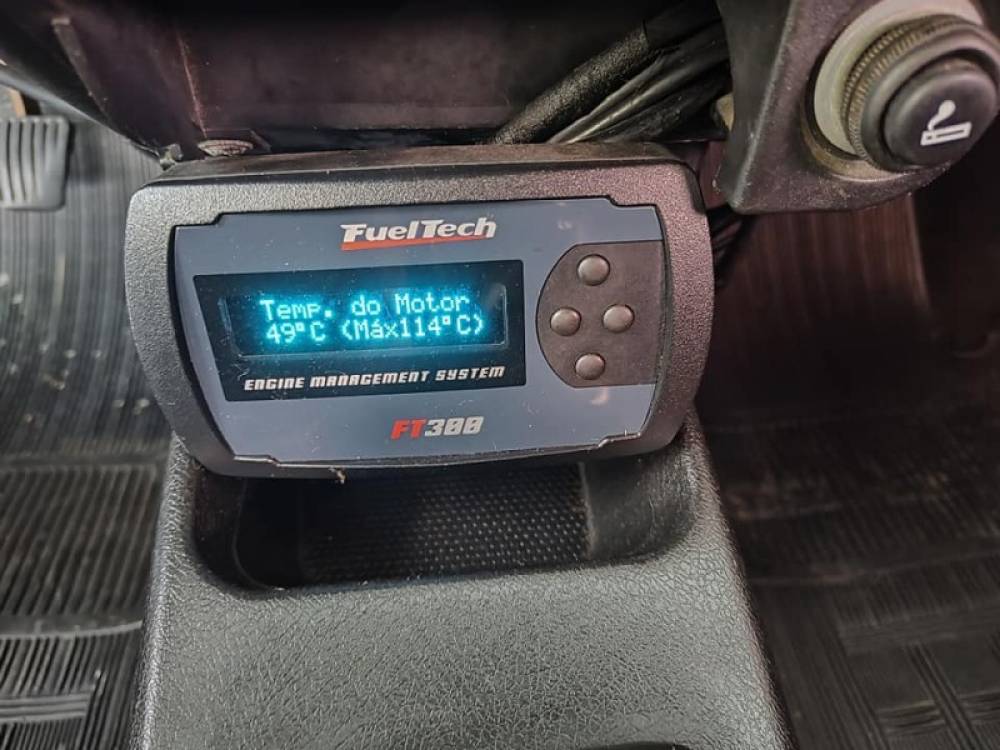 FuelTech
Temp. do Motor
49°C (Máx114°C)
ENGINE MANAGEMENT SYSTEM
FT300